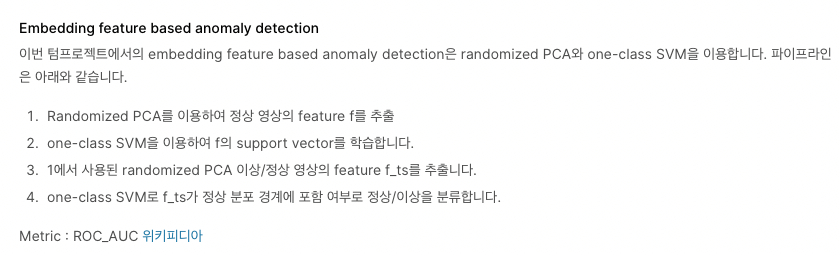 Embedding feature based anomaly detection
이번 텀프로젝트에서의 embedding feature based anomaly detection은 randomized PCA와 one-class SVM을 이용합니다. 파이프라인
은 아래와 같습니다.
1. Randomized PCA를 이용하여 정상 영상의 feature f를 추출
2. one-class SVM을 이용하여 f의 support vector를 학습합니다.
3. 1에서 사용된 randomized PCA 이상/정상 영상의 feature f_ts를 추출니다.
4. one-class SVM로 f_ts가 정상 분포 경계에 포함 여부로 정상/이상을 분류합니다.
Metric : ROC_AUC 위키피디아